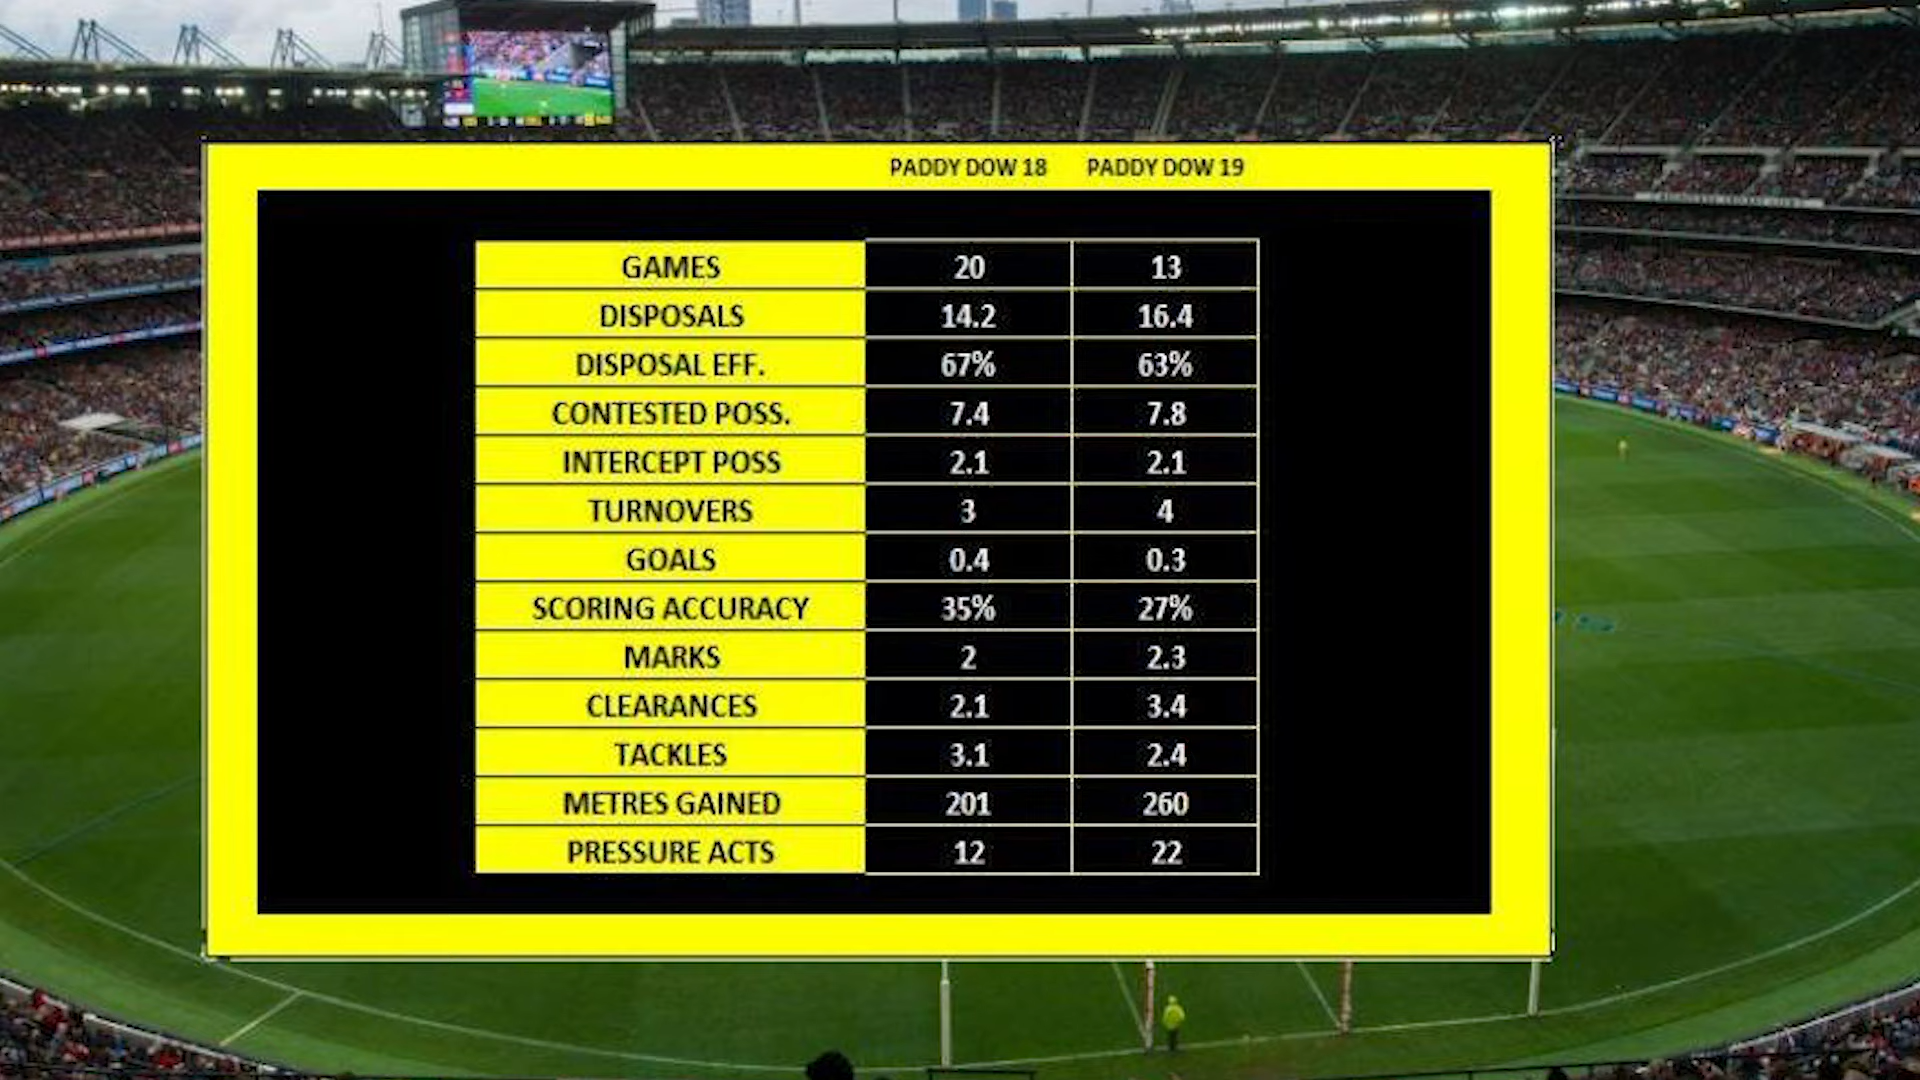 PADDY DOW 18 PADDY DOW 19
GAMES 20 13
DISPOSALS 14.2 16.4
DISPOSAL EFF. 67% 63%
CONTESTED POSS. 7.4 7.8
INTERCEPT POSS 2.1 2.1
TURNOVERS 3 4
GOALS 0.4 0.3
SCORING ACCURACY 35% 27%
MARKS 2 2.3
CLEARANCES 2.1 3.4
TACKLES 3.1 2.4
METRES GAINED 201 260
PRESSURE ACTS 12 22